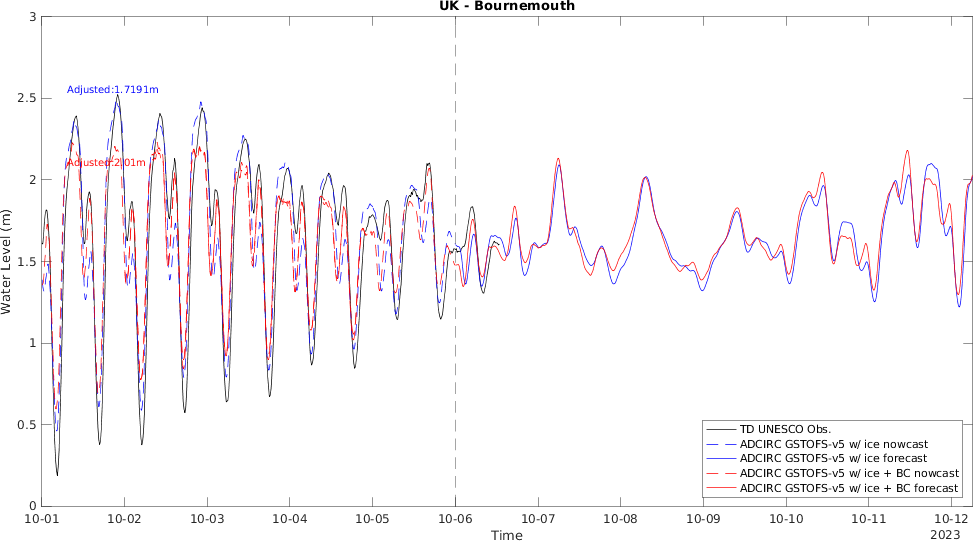 UK - Bournemouth
3
2.5
2
1.5
1
0.5
0
Water Level (m)
Adjusted:1.7191m
Adjusted:2.01m
TD UNESCO Obs.
ADCIRC GSTOFS-v5 w/ ice nowcast
ADCIRC GSTOFS-v5 w/ ice forecast
ADCIRC GSTOFS-v5 w/ ice + BC nowcast
ADCIRC GSTOFS-v5 w/ ice + BC forecast
10-01 10-02 10-03 10-04 10-05 10-06 10-07 10-08 10-09 10-10 10-11 10-12
2023
Time